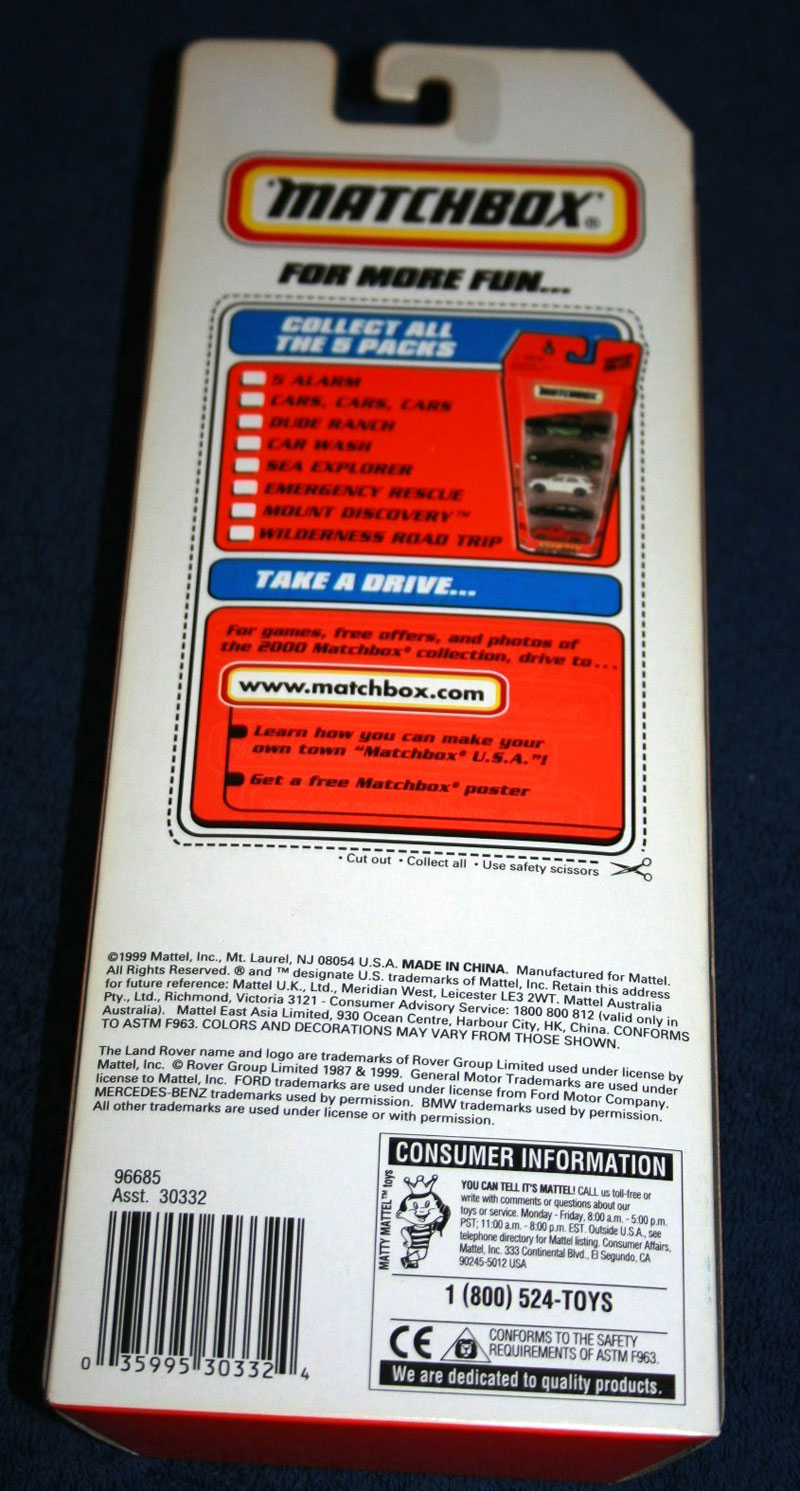 MATCHBOX®
FOR MORE FUN...
COLLECT ALL
THE 5 PACKS
MATCHBOX
5 ALARM
CARS, CARS, CARS
DUDE RANCH
CAR WASH
SEA EXPLORER
EMERGENCY RESCUE
MOUNT DISCOVERY™
WILDERNESS ROAD TRIP
TAKE A DRIVE...
For games, free offers, and photos of
the 2000 Matchbox® collection, drive to...
www.matchbox.com
Learn how you can make your
own town "Matchbox® U.S.A."™!
Get a free Matchbox® poster
• Cut out • Collect all • Use safety scissors
©1999 Mattel, Inc., Mt. Laurel, NJ 08054 U.S.A. MADE IN CHINA. Manufactured for Mattel.
All Rights Reserved. ® and ™ designate U.S. trademarks of Mattel, Inc. Retain this address
for future reference: Mattel U.K., Ltd., Meridian West, Leicester LE3 2WT. Mattel Australia
Pty., Ltd., Richmond, Victoria 3121 - Consumer Advisory Service: 1800 800 812 (valid only in
Australia). Mattel East Asia Limited, 930 Ocean Centre, Harbour City, HK, China. CONFORMS
TO ASTM F963. COLORS AND DECORATIONS MAY VARY FROM THOSE SHOWN.
The Land Rover name and logo are trademarks of Rover Group Limited used under license by
Mattel, Inc. © Rover Group Limited 1987 & 1999. General Motor Trademarks are used under
license to Mattel, Inc. FORD trademarks are used under license from Ford Motor Company.
MERCEDES-BENZ trademarks used by permission. BMW trademarks used by permission.
All other trademarks are used under license or with permission.
96685
Asst. 30332
0 35995 30332 4
CONSUMER INFORMATION
MATTY MATTEL™ toys
YOU CAN TELL IT'S MATTEL! CALL us toll-free or
write with comments or questions about our
toys or service. Monday - Friday, 8:00 a.m. - 5:00 p.m.
PST; 11:00 a.m. - 8:00 p.m. EST. Outside U.S.A., see
telephone directory for Mattel listing. Consumer Affairs,
Mattel, Inc. 333 Continental Blvd., El Segundo, CA
90245-5012 USA
1 (800) 524-TOYS
CE
CONFORMS TO THE SAFETY
REQUIREMENTS OF ASTM F963.
We are dedicated to quality products.